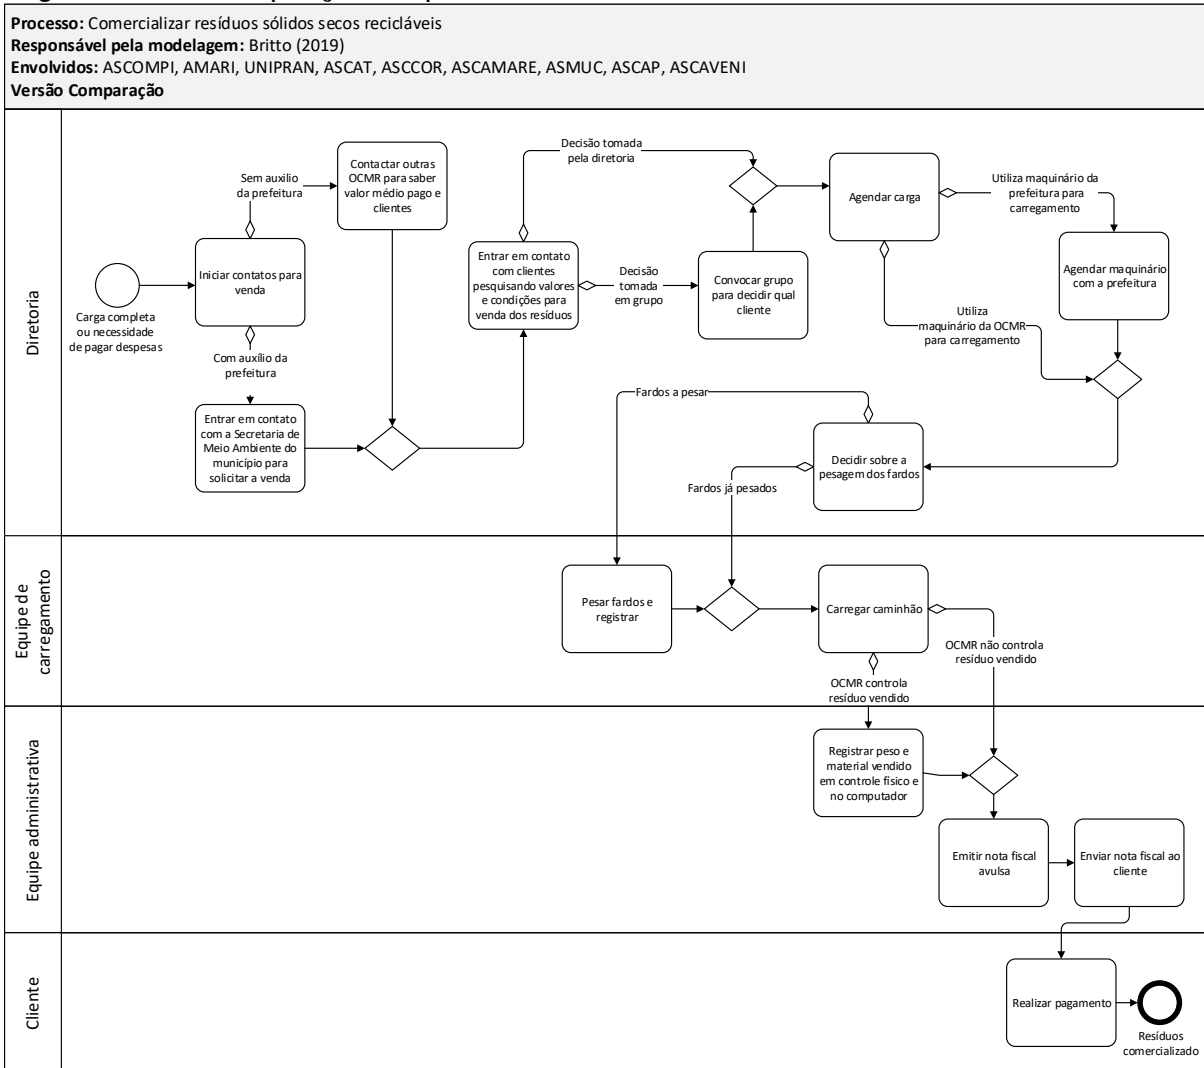 Processo: Comercializar resíduos sólidos secos recicláveis
Responsável pela modelagem: Britto (2019)
Envolvidos: ASCOMPI, AMARI, UNIPRAN, ASCAT, ASCCOR, ASCAMARE, ASMUC, ASCAP, ASCAVENI
Versão Comparação
Diretoria
Carga completa
ou necessidade
de pagar despesas
Iniciar contatos para
venda
Sem auxilio
da prefeitura
Contactar outras
OCMR para saber
valor médio pago e
clientes
Com auxílio da
prefeitura
Entrar em contato
com a Secretaria de
Meio Ambiente do
município para
solicitar a venda
Entrar em contato
com clientes
pesquisando valores
e condições para
venda dos resíduos
Decisão tomada
pela diretoria
Decisão
tomada
em grupo
Convocar grupo
para decidir qual
cliente
Agendar carga
Utiliza maquinário da
prefeitura para
carregamento
Agendar maquinário
com a prefeitura
Utiliza
maquinário da OCMR
para carregamento
Decidir sobre a
pesagem dos fardos
Fardos a pesar
Fardos já pesados
Equipe de
carregamento
Pesar fardos e
registrar
Carregar caminhão
OCMR não controla
resíduo vendido
OCMR controla
resíduo vendido
Equipe administrativa
Registrar peso e
material vendido
em controle físico e
no computador
Emitir nota fiscal
avulsa
Enviar nota fiscal ao
cliente
Cliente
Realizar pagamento
Resíduos
comercializado